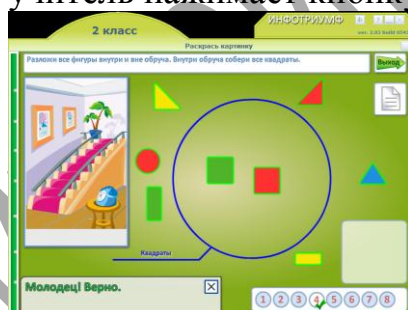 учитель нажимает кнопку
2 класс
ИНФОТРИУМФ
Раскрась картинку
Разложи все фигуры внутри и вне обруча. Внутри обруча собери все квадраты.
Выход
Квадраты
Молодец! Верно.
1 2 3 4 5 6 7 8